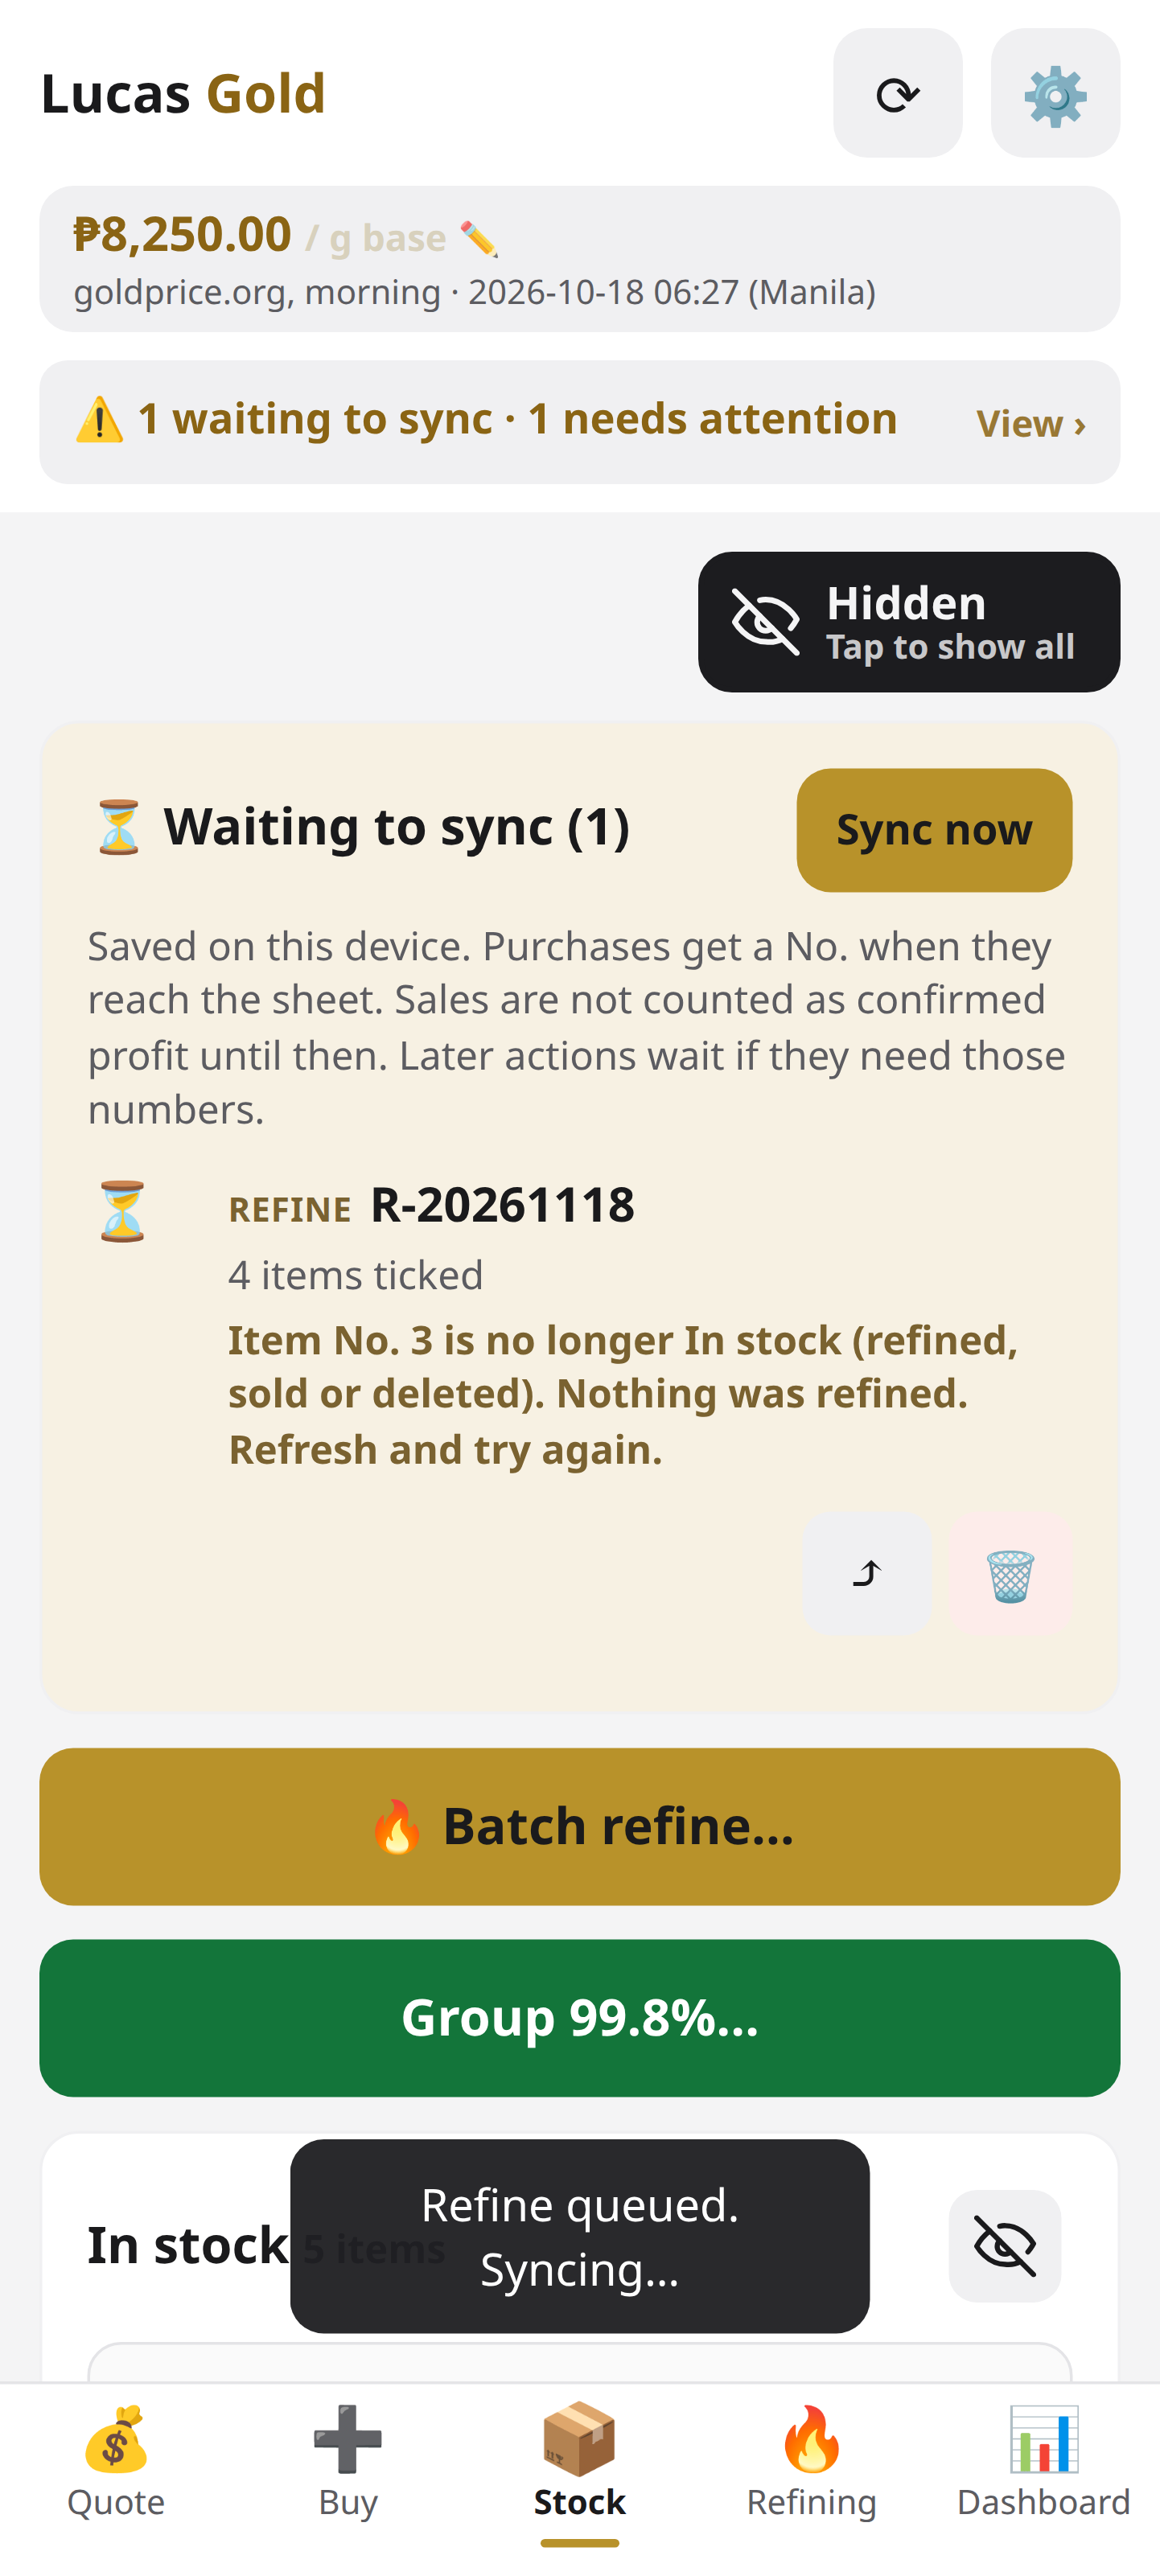 Lucas Gold
₱8,250.00 / g base
goldprice.org, morning · 2026-10-18 06:27 (Manila)
1 waiting to sync · 1 needs attention
View ›
Hidden
Tap to show all
Waiting to sync (1)
Sync now
Saved on this device. Purchases get a No. when they
reach the sheet. Sales are not counted as confirmed
profit until then. Later actions wait if they need those
numbers.
REFINE R-20261118
4 items ticked
Item No. 3 is no longer In stock (refined,
sold or deleted). Nothing was refined.
Refresh and try again.
Batch refine...
Group 99.8%...
In stock 5 items
Refine queued.
Syncing...
Quote
Buy
Stock
Refining
Dashboard